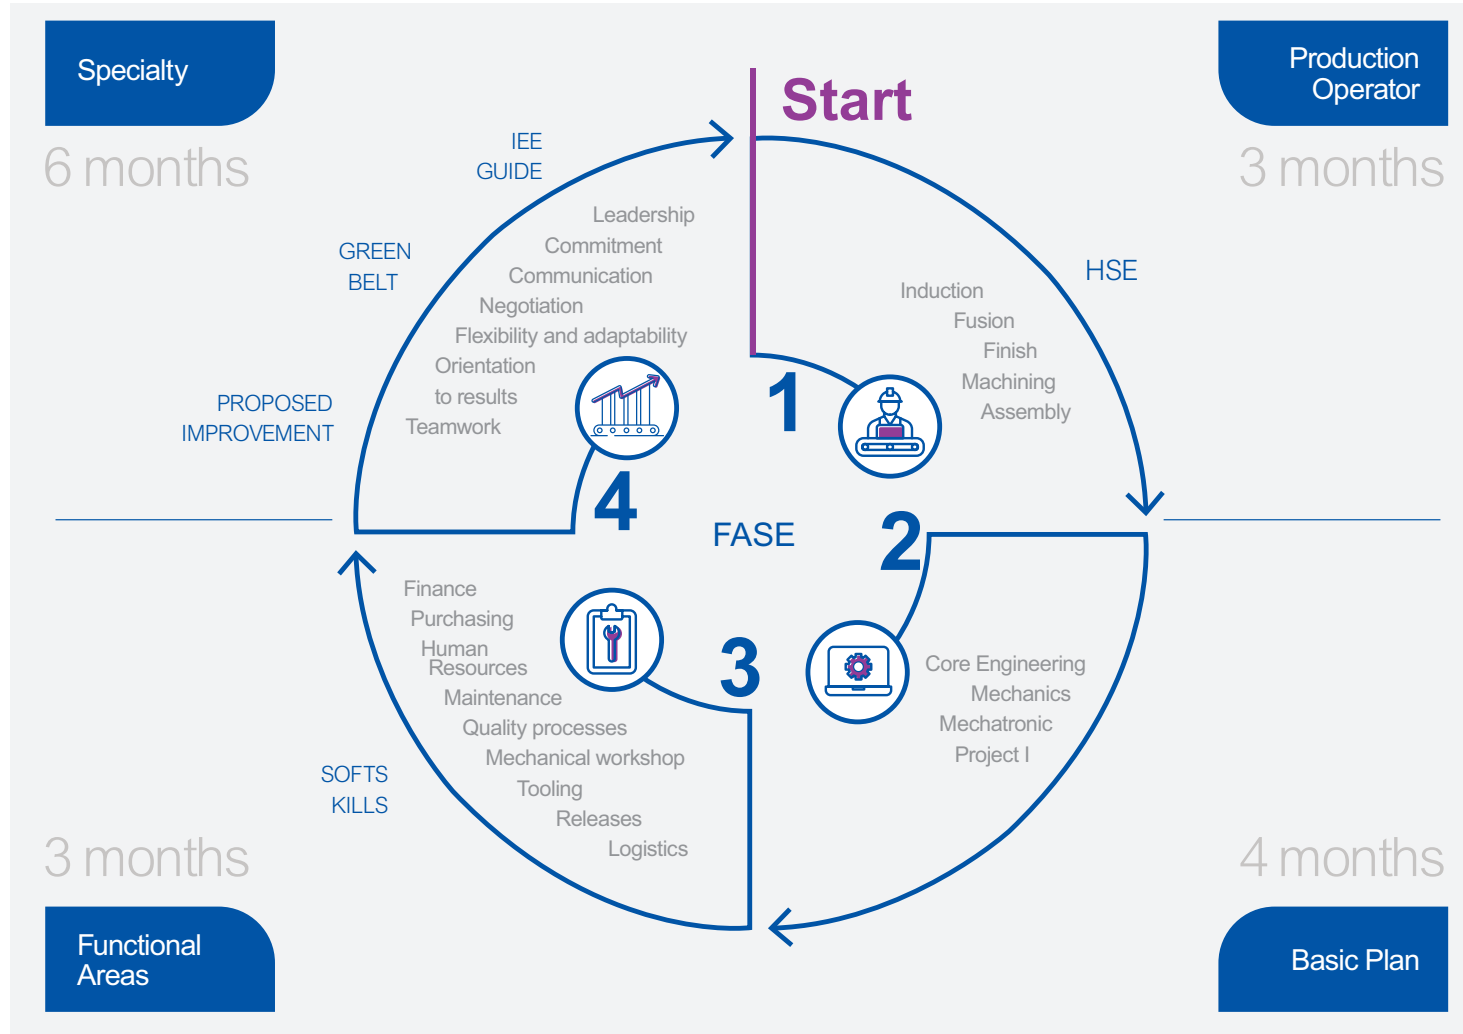 Specialty
6 months
Production
Operator
3 months
Start
IEE
GUIDE
GREEN
BELT
PROPOSED
IMPROVEMENT
Leadership
Commitment
Communication
Negotiation
Flexibility and adaptability
Orientation
to results
Teamwork
HSE
Induction
Fusion
Finish
Machining
Assembly
1
4
FASE
2
3
Finance
Purchasing
Human
Resources
Maintenance
Quality processes
Mechanical workshop
Tooling
Releases
Logistics
Core Engineering
Mechanics
Mechatronic
Project I
SOFTS
KILLS
3 months
Functional
Areas
4 months
Basic Plan